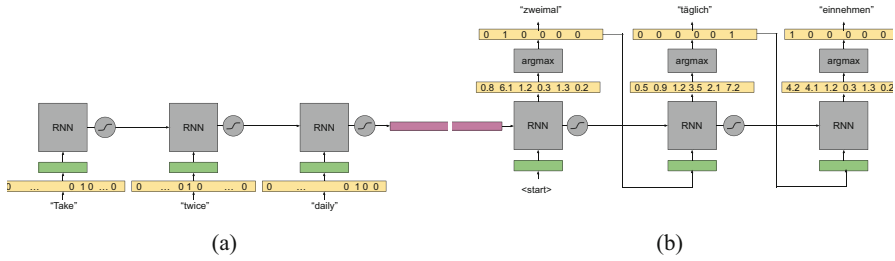 "zweimal" "täglich" "einnehmen"
0 1 0 0 0 0 0 0 0 0 0 1 1 0 0 0 0 0
argmax argmax argmax
0.8 6.1 1.2 0.3 1.3 0.2 0.5 0.9 1.2 3.5 2.1 7.2 4.2 4.1 1.2 0.3 1.3 0.2
RNN RNN RNN RNN RNN RNN
0 ... 0 1 0 ... 0 0 ... 0 1 0 ... 0 0 ... 0 1 0 0
<start>
"Take" "twice" "daily"
(a) (b)